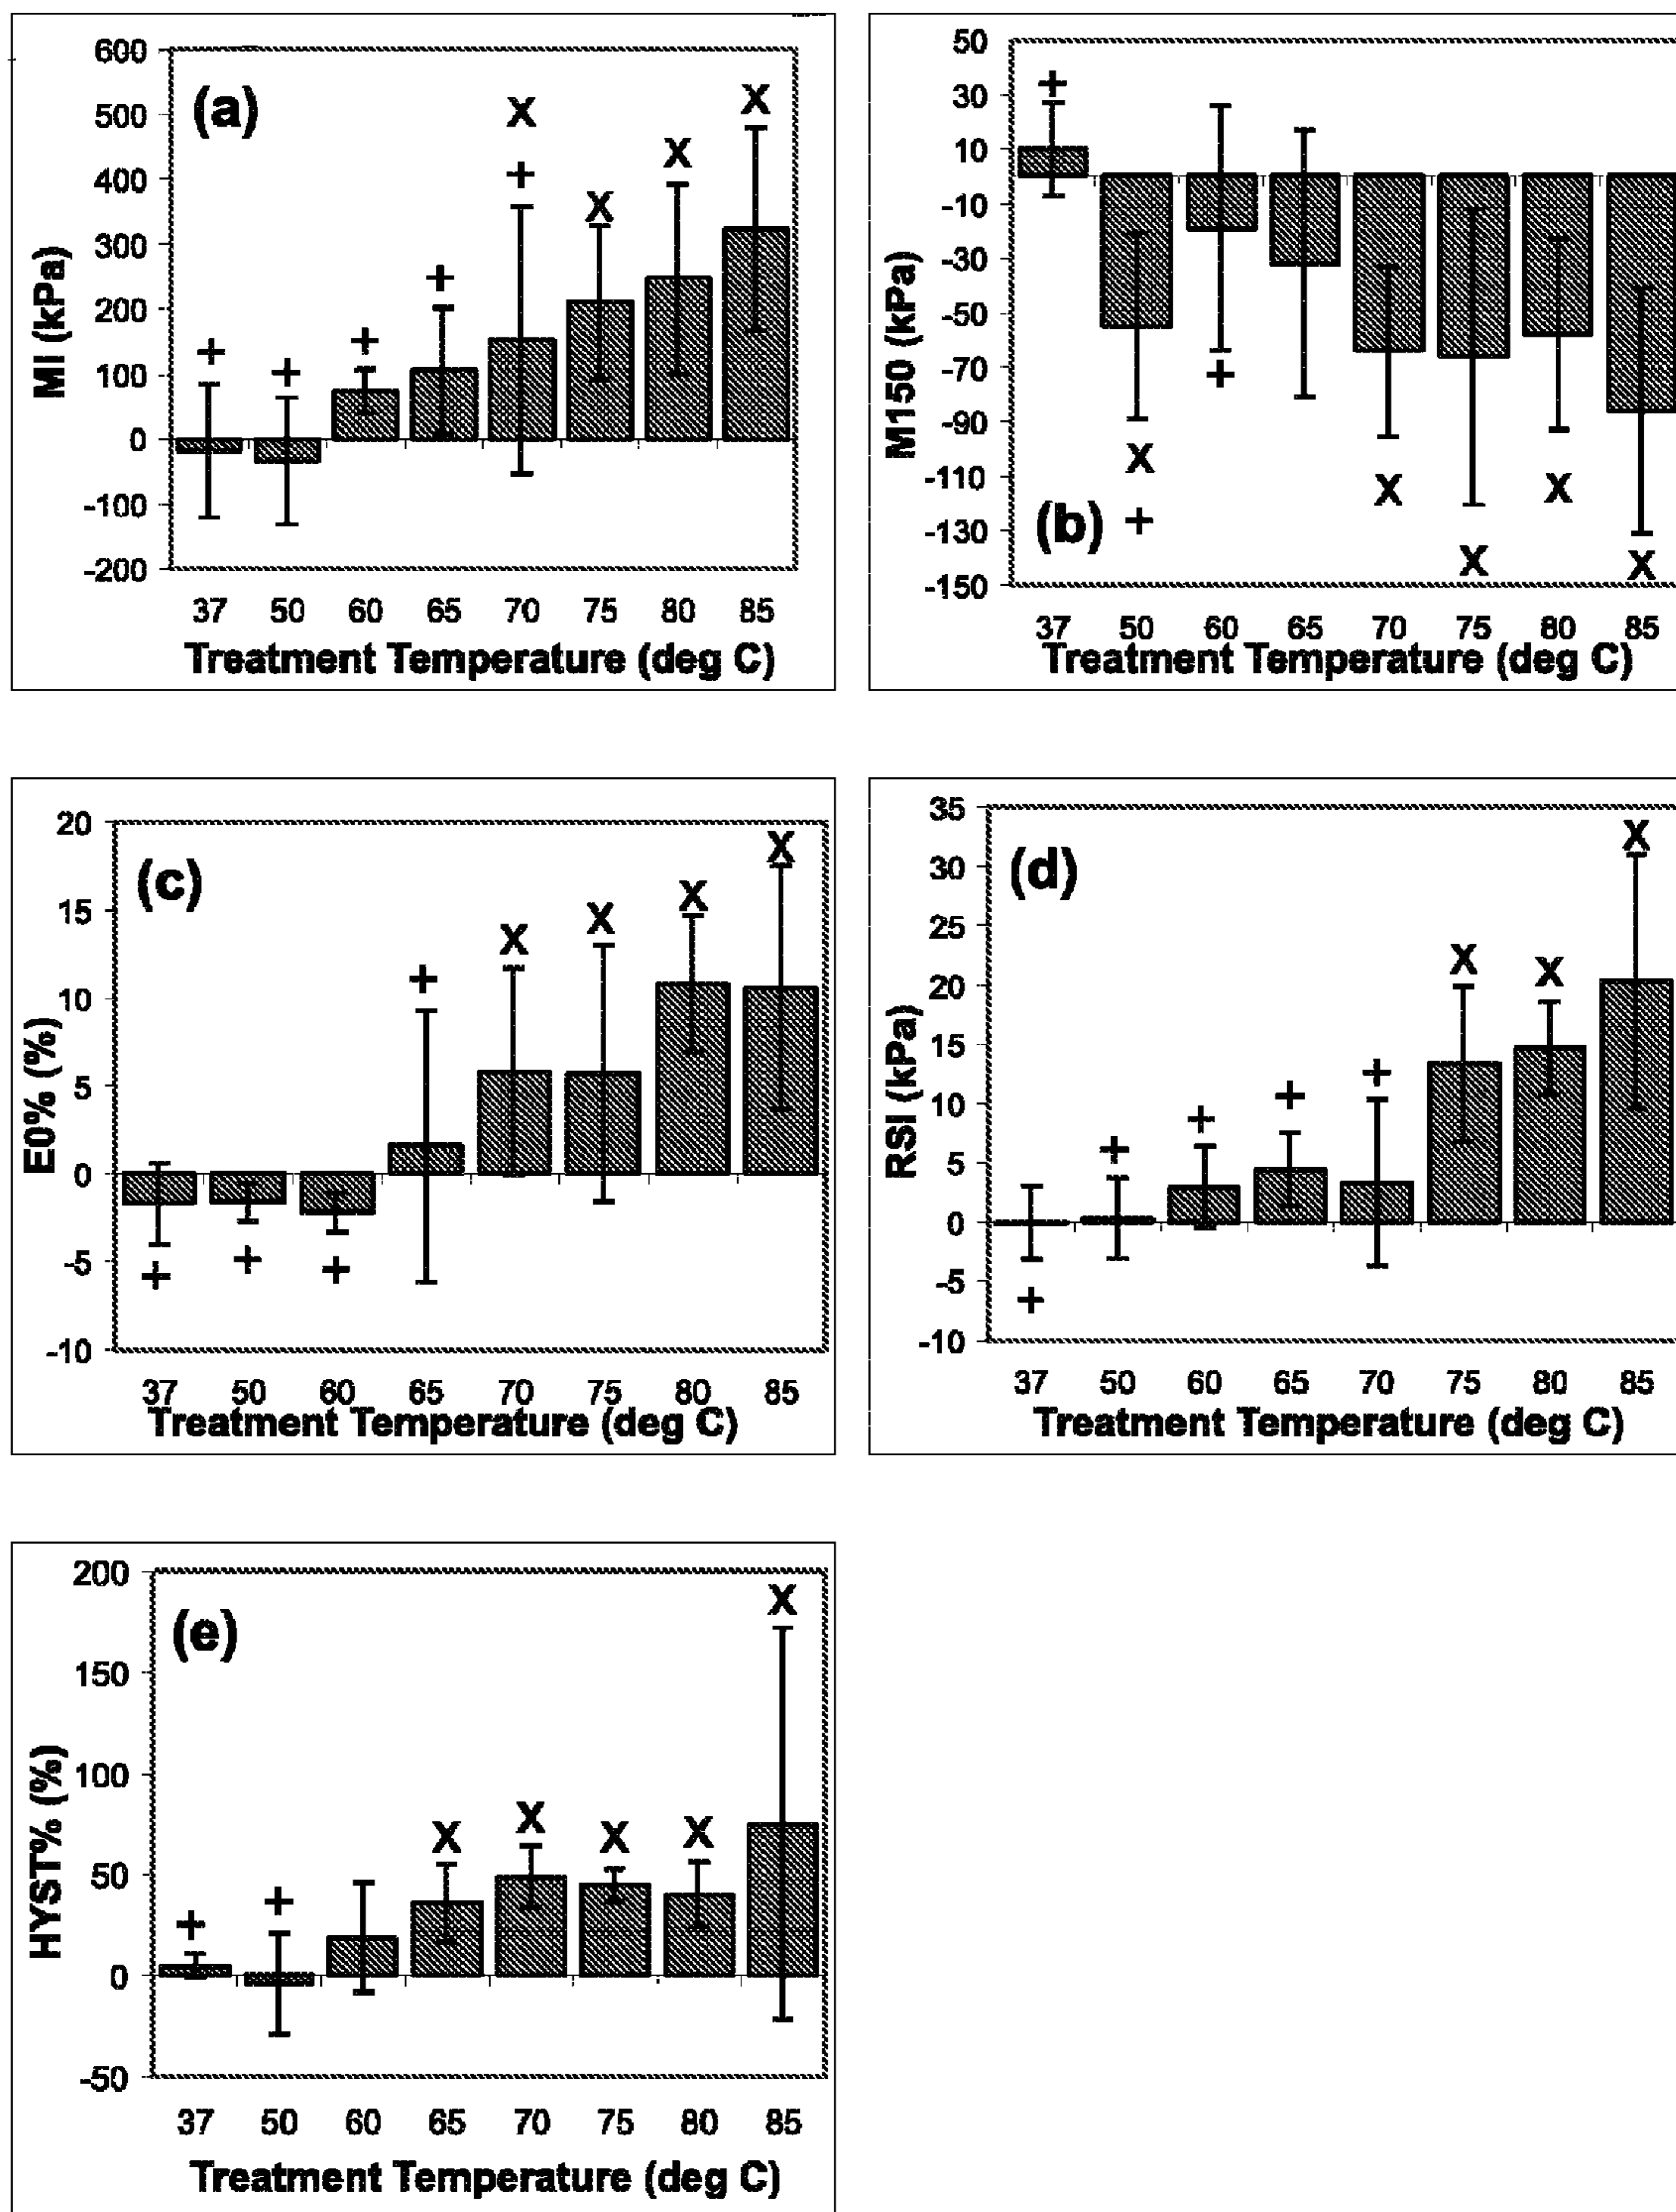 (a)
MI (kPa)
600
500
400
300
200
100
0
-100
-200
+ + + + X + X X X
37 50 60 65 70 75 80 85
Treatment Temperature (deg C)
(b)
M150 (kPa)
50
30
10
-10
-30
-50
-70
-90
-110
-130
-150
+ X + + X X X X
37 50 60 65 70 75 80 85
Treatment Temperature (deg C)
(c)
E0% (%)
20
15
10
5
0
-5
-10
+ + + + X X X X
37 50 60 65 70 75 80 85
Treatment Temperature (deg C)
(d)
RSI (kPa)
35
30
25
20
15
10
5
0
-5
-10
+ + + + + X X X
37 50 60 65 70 75 80 85
Treatment Temperature (deg C)
(e)
HYST% (%)
200
150
100
50
0
-50
+ + X X X X X
37 50 60 65 70 75 80 85
Treatment Temperature (deg C)